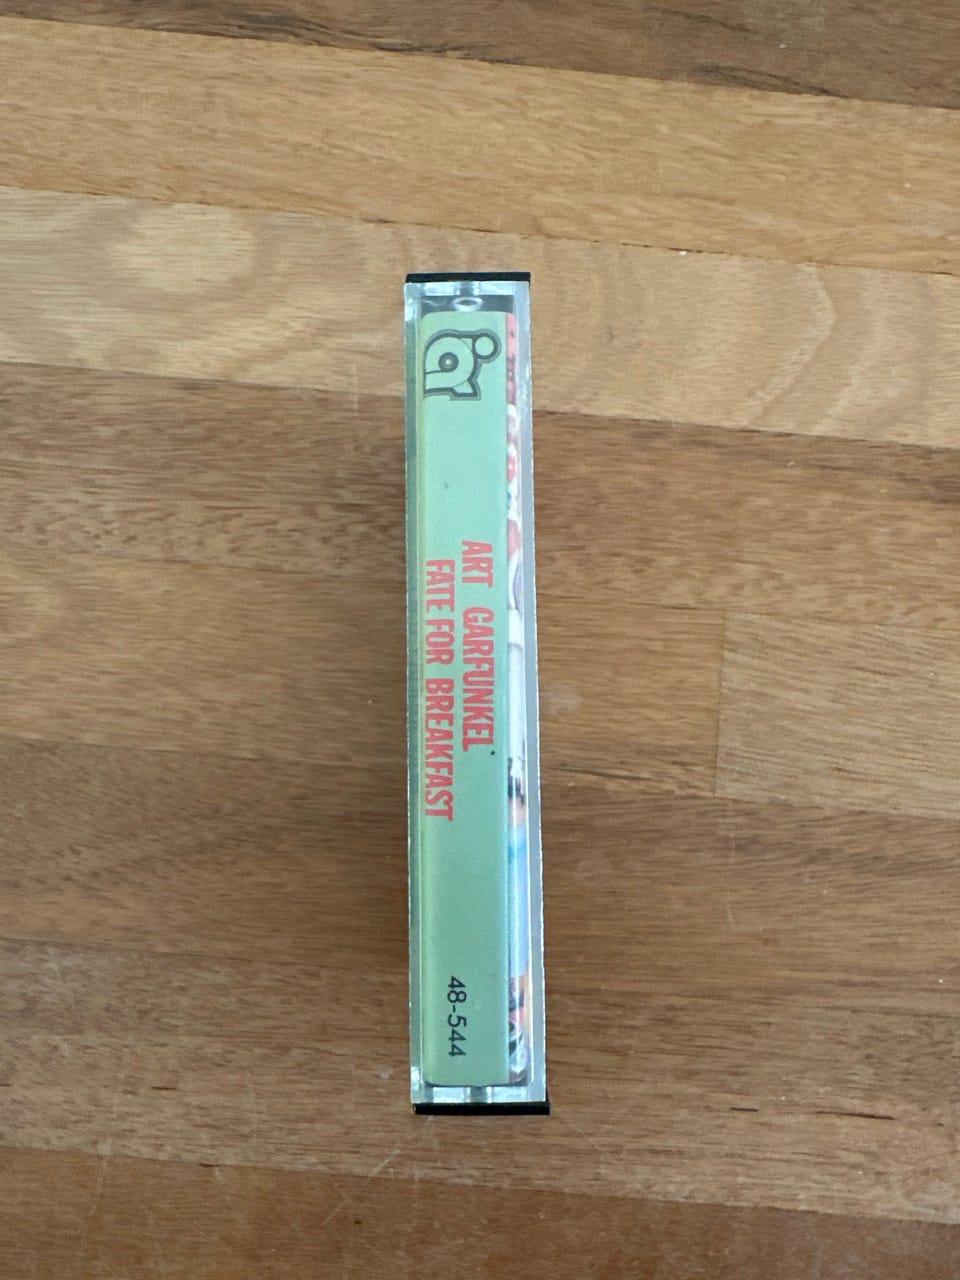 ART GARFUNKEL
FATE FOR BREAKFAST
48-544